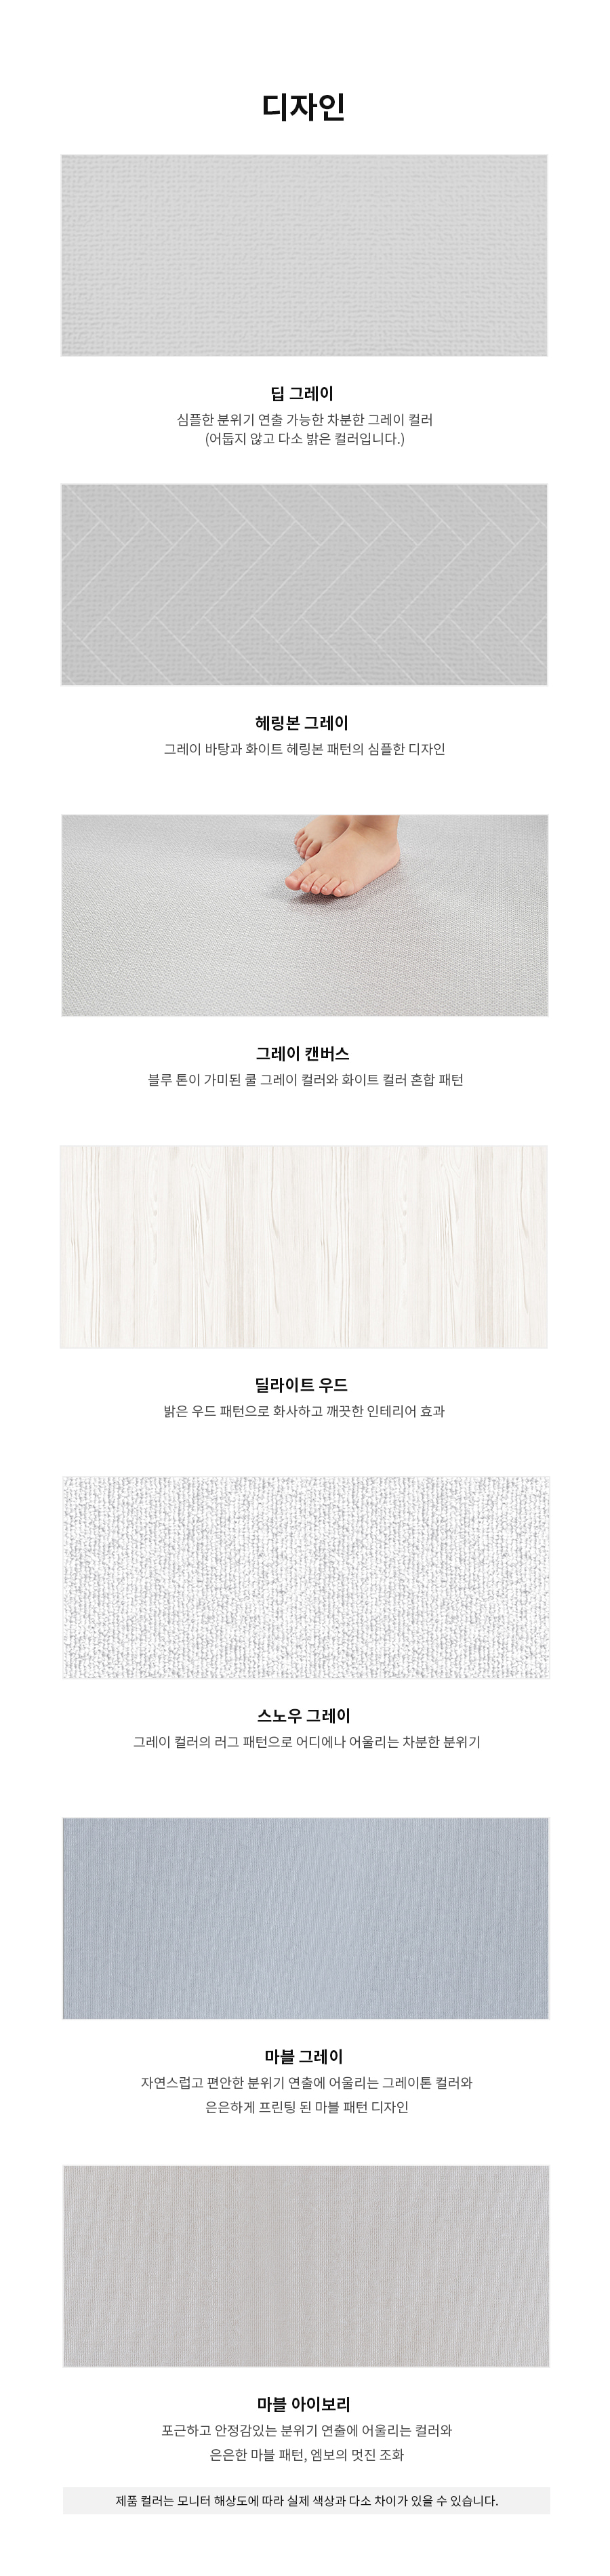 디자인
딥 그레이
심플한 분위기 연출 가능한 차분한 그레이 컬러
(어둡지 않고 다소 밝은 컬러입니다.)
헤링본 그레이
그레이 바탕과 화이트 헤링본 패턴의 심플한 디자인
그레이 캔버스
블루 톤이 가미된 쿨 그레이 컬러와 화이트 컬러 혼합 패턴
딜라이트 우드
밝은 우드 패턴으로 화사하고 깨끗한 인테리어 효과
스노우 그레이
그레이 컬러의 러그 패턴으로 어디에나 어울리는 차분한 분위기
마블 그레이
자연스럽고 편안한 분위기 연출에 어울리는 그레이톤 컬러와
은은하게 프린팅 된 마블 패턴 디자인
마블 아이보리
포근하고 안정감있는 분위기 연출에 어울리는 컬러와
은은한 마블 패턴, 엠보의 멋진 조화
제품 컬러는 모니터 해상도에 따라 실제 색상과 다소 차이가 있을 수 있습니다.